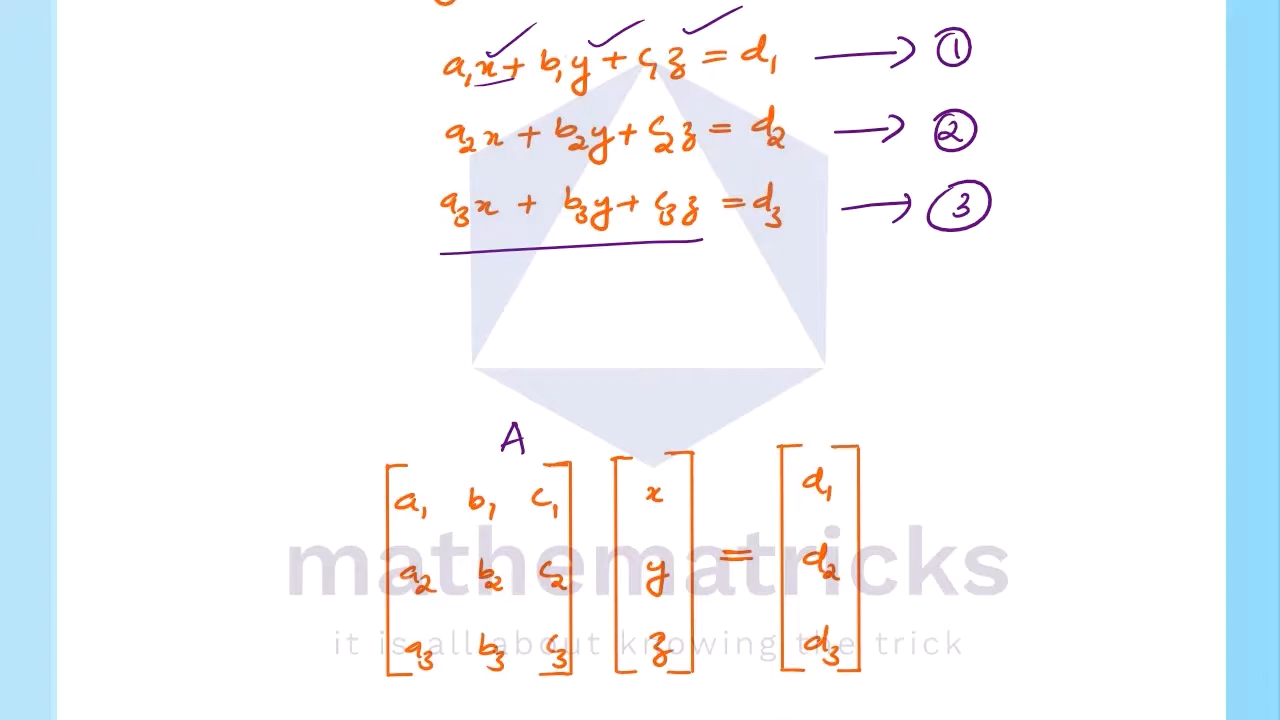 a₁x + b₁y + c₁z = d₁ → ①
a₂x + b₂y + c₂z = d₂ → ②
a₃x + b₃y + c₃z = d₃ → ③
A
[a₁ b₁ c₁] [x] = [d₁]
[a₂ b₂ c₂] [y] = [d₂]
[a₃ b₃ c₃] [z] = [d₃]
mathematricks
it is all about knowing the trick